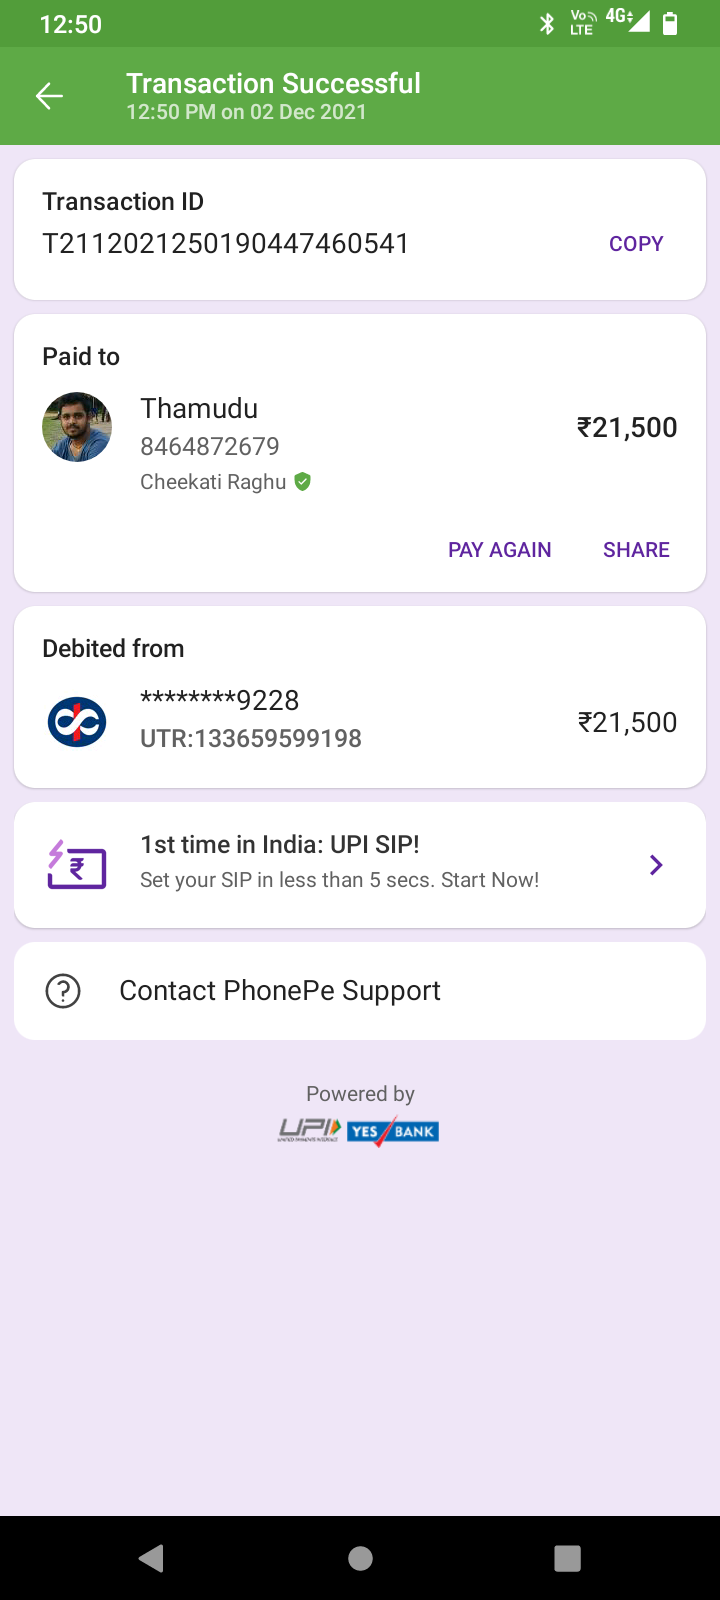 12:50
Vo LTE 4G
Transaction Successful
12:50 PM on 02 Dec 2021
Transaction ID
T2112021250190447460541
COPY
Paid to
Thamudu
8464872679
Cheekati Raghu
₹21,500
PAY AGAIN SHARE
Debited from
********9228
UTR:133659599198
₹21,500
₹
1st time in India: UPI SIP!
Set your SIP in less than 5 secs. Start Now!
? Contact PhonePe Support
Powered by
UPI YES BANK
UNIFIED PAYMENTS INTERFACE